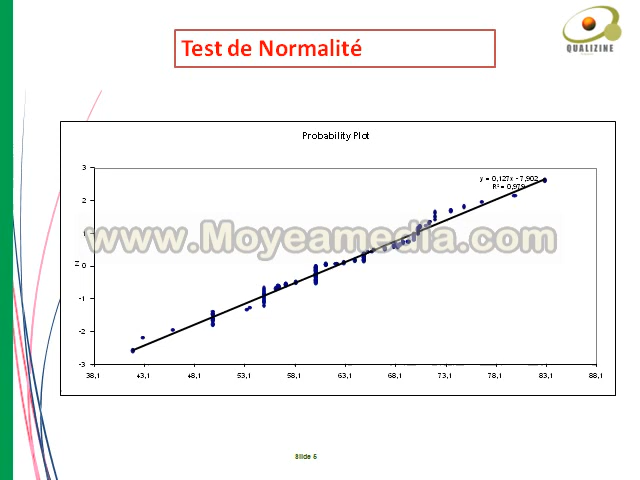 Test de Normalité
QUALIZINE
Probability Plot
y = 0,127x - 7,902
R² = 0,979
3
2
1
0
-1
-2
-3
38,1 43,1 48,1 53,1 58,1 63,1 68,1 73,1 78,1 83,1 88,1
www.Moyeamedia.com
Slide 5